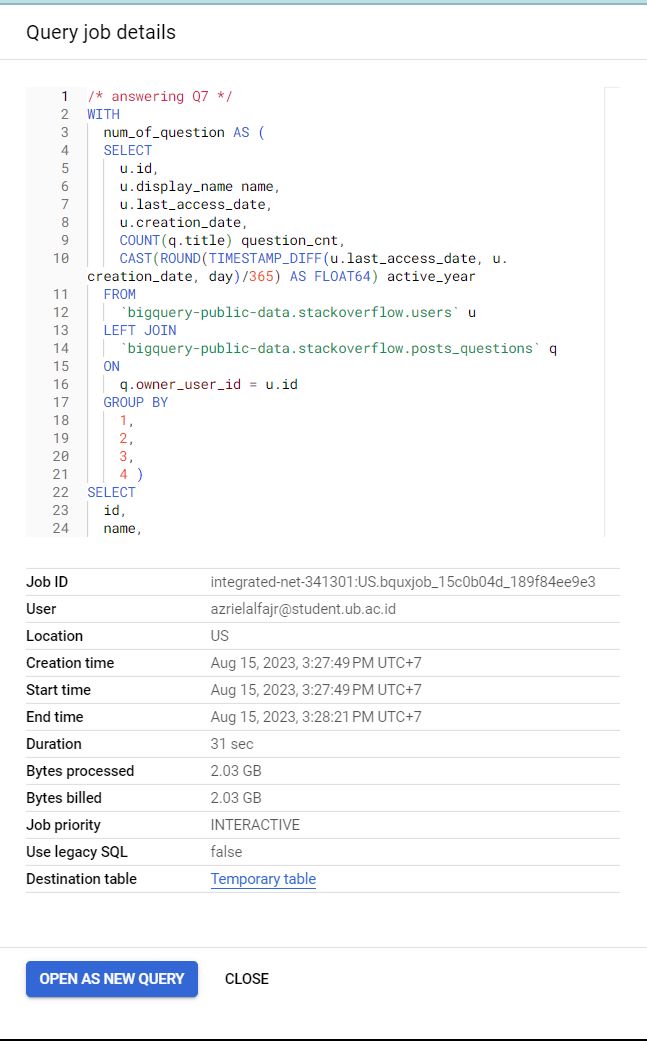 Query job details
1 /* answering Q7 */
2 WITH
3 num_of_question AS (
4 SELECT
5 u.id,
6 u.display_name name,
7 u.last_access_date,
8 u.creation_date,
9 COUNT(q.title) question_cnt,
10 CAST(ROUND(TIMESTAMP_DIFF(u.last_access_date, u.
creation_date, day)/365) AS FLOAT64) active_year
11 FROM
12 `bigquery-public-data.stackoverflow.users` u
13 LEFT JOIN
14 `bigquery-public-data.stackoverflow.posts_questions` q
15 ON
16 q.owner_user_id = u.id
17 GROUP BY
18 1,
19 2,
20 3,
21 4 )
22 SELECT
23 id,
24 name,
Job ID integrated-net-341301:US.bquxjob_15c0b04d_189f84ee9e3
User azrielalfajr@student.ub.ac.id
Location US
Creation time Aug 15, 2023, 3:27:49 PM UTC+7
Start time Aug 15, 2023, 3:27:49 PM UTC+7
End time Aug 15, 2023, 3:28:21 PM UTC+7
Duration 31 sec
Bytes processed 2.03 GB
Bytes billed 2.03 GB
Job priority INTERACTIVE
Use legacy SQL false
Destination table Temporary table
OPEN AS NEW QUERY CLOSE